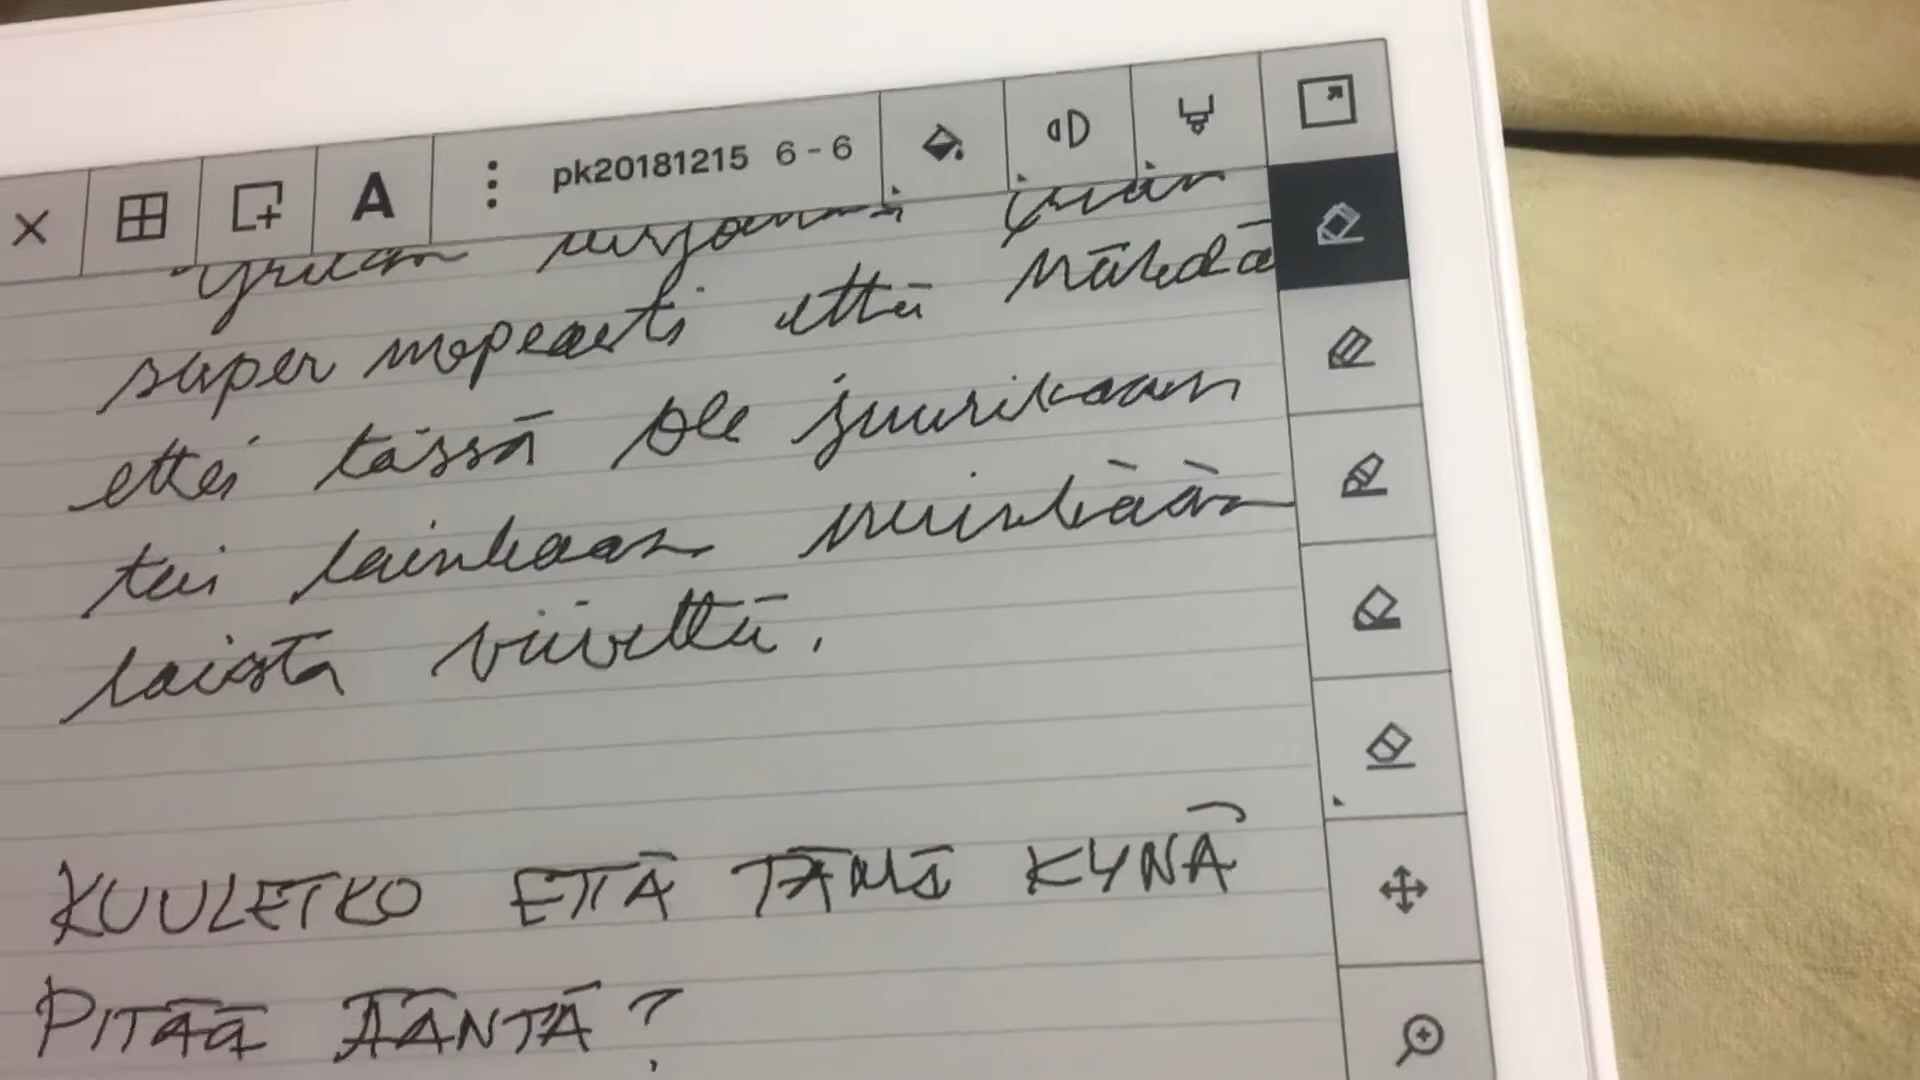 A pk20181215 6 - 6
super nopeasti että nähdä
ettei tässä ole juurikaan
tai lainkaan minkään
laista viivettä.
KUULETKO ETTÄ TÄMÄ KYNÄ
PITÄÄ ÄÄNTÄ?